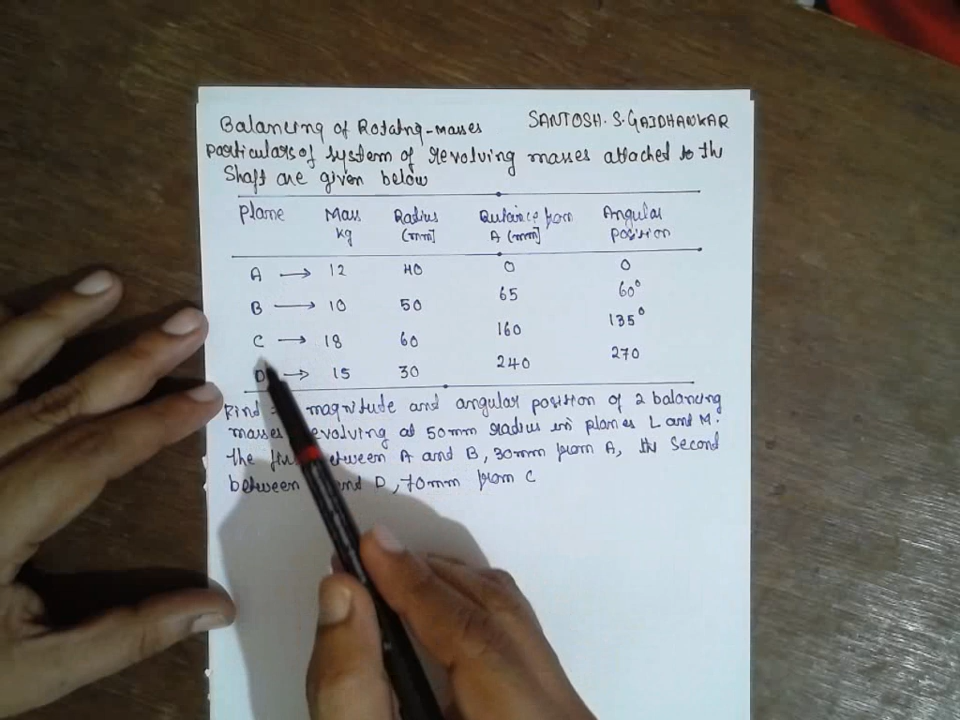 Balancing of Rotatng-masses SANTOSH. S. GAIDHANKAR
particulars of system of revolving masses attached to the
Shaft are given below
plane Mass Radius Distance from Angular
kg (mm] A (mm] position
A → 12 40 0 0
B → 10 50 65 60°
C → 18 60 160 135°
D → 15 30 240 270
Find magnitude and angular position of 2 balancing
masses revolving at 50mm radius in planes L and M.
The between A and B, 30mm from A, the second
between and D, 70mm from C